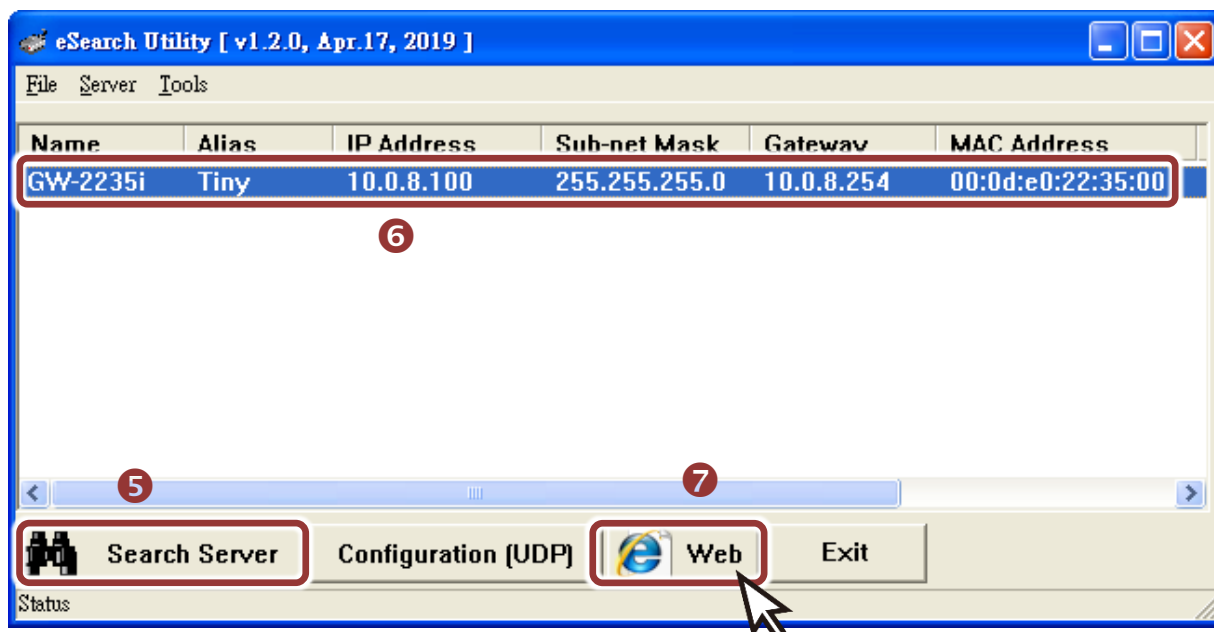 eSearch Utility [ v1.2.0, Apr.17, 2019 ]
File Server Tools
Name Alias IP Address Sub-net Mask Gateway MAC Address
GW-2235i Tiny 10.0.8.100 255.255.255.0 10.0.8.254 00:0d:e0:22:35:00
6
5 7
Search Server Configuration (UDP) Web Exit
Status